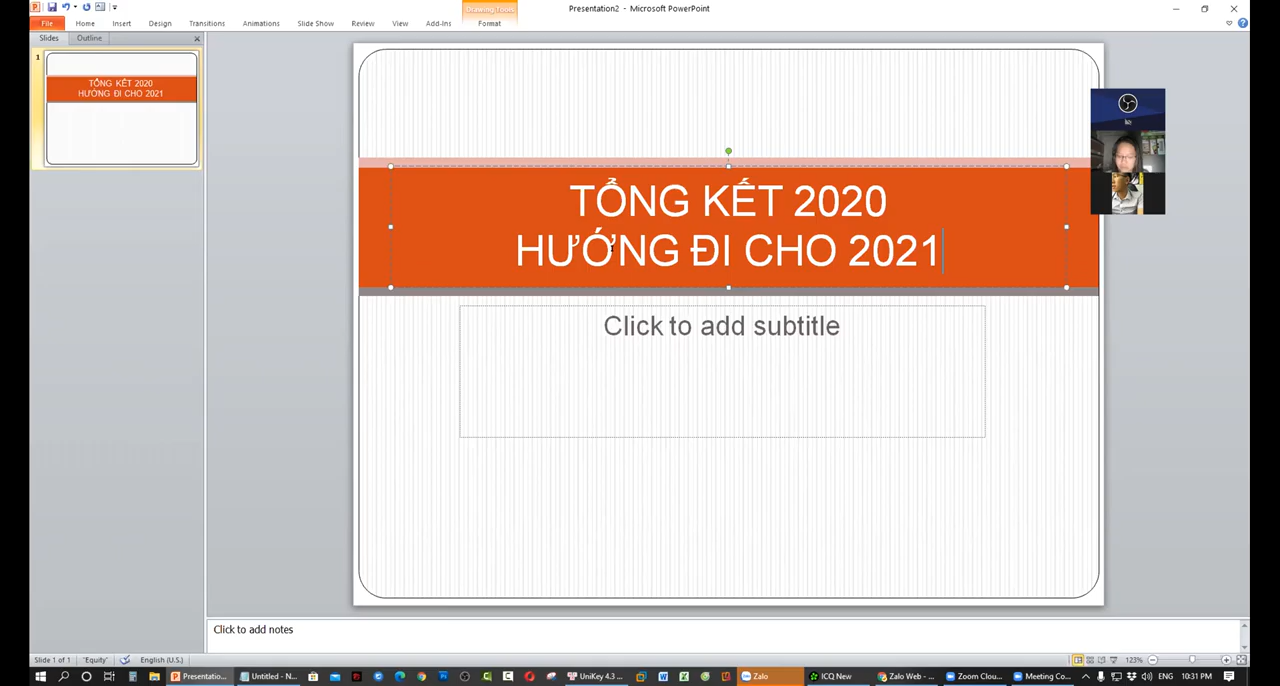 Presentation2 - Microsoft PowerPoint
Drawing Tools
File Home Insert Design Transitions Animations Slide Show Review View Add-Ins Format
Slides Outline
1
TỔNG KẾT 2020
HƯỚNG ĐI CHO 2021
TỔNG KẾT 2020
HƯỚNG ĐI CHO 2021
Click to add subtitle
Click to add notes
Slide 1 of 1 "Equity" English (U.S.) 123%
Presentatio... Untitled - N... UniKey 4.3 ... Zalo ICQ New Zalo Web - ... Zoom Clou... Meeting Co... ENG 10:31 PM